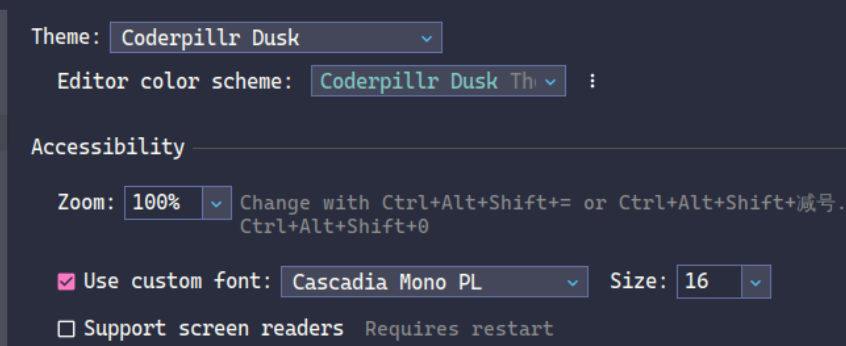 Theme: Coderpillr Dusk
Editor color scheme: Coderpillr Dusk
Accessibility
Zoom: 100% Change with Ctrl+Alt+Shift+= or Ctrl+Alt+Shift+减号.
Ctrl+Alt+Shift+0
Use custom font: Cascadia Mono PL Size: 16
Support screen readers Requires restart